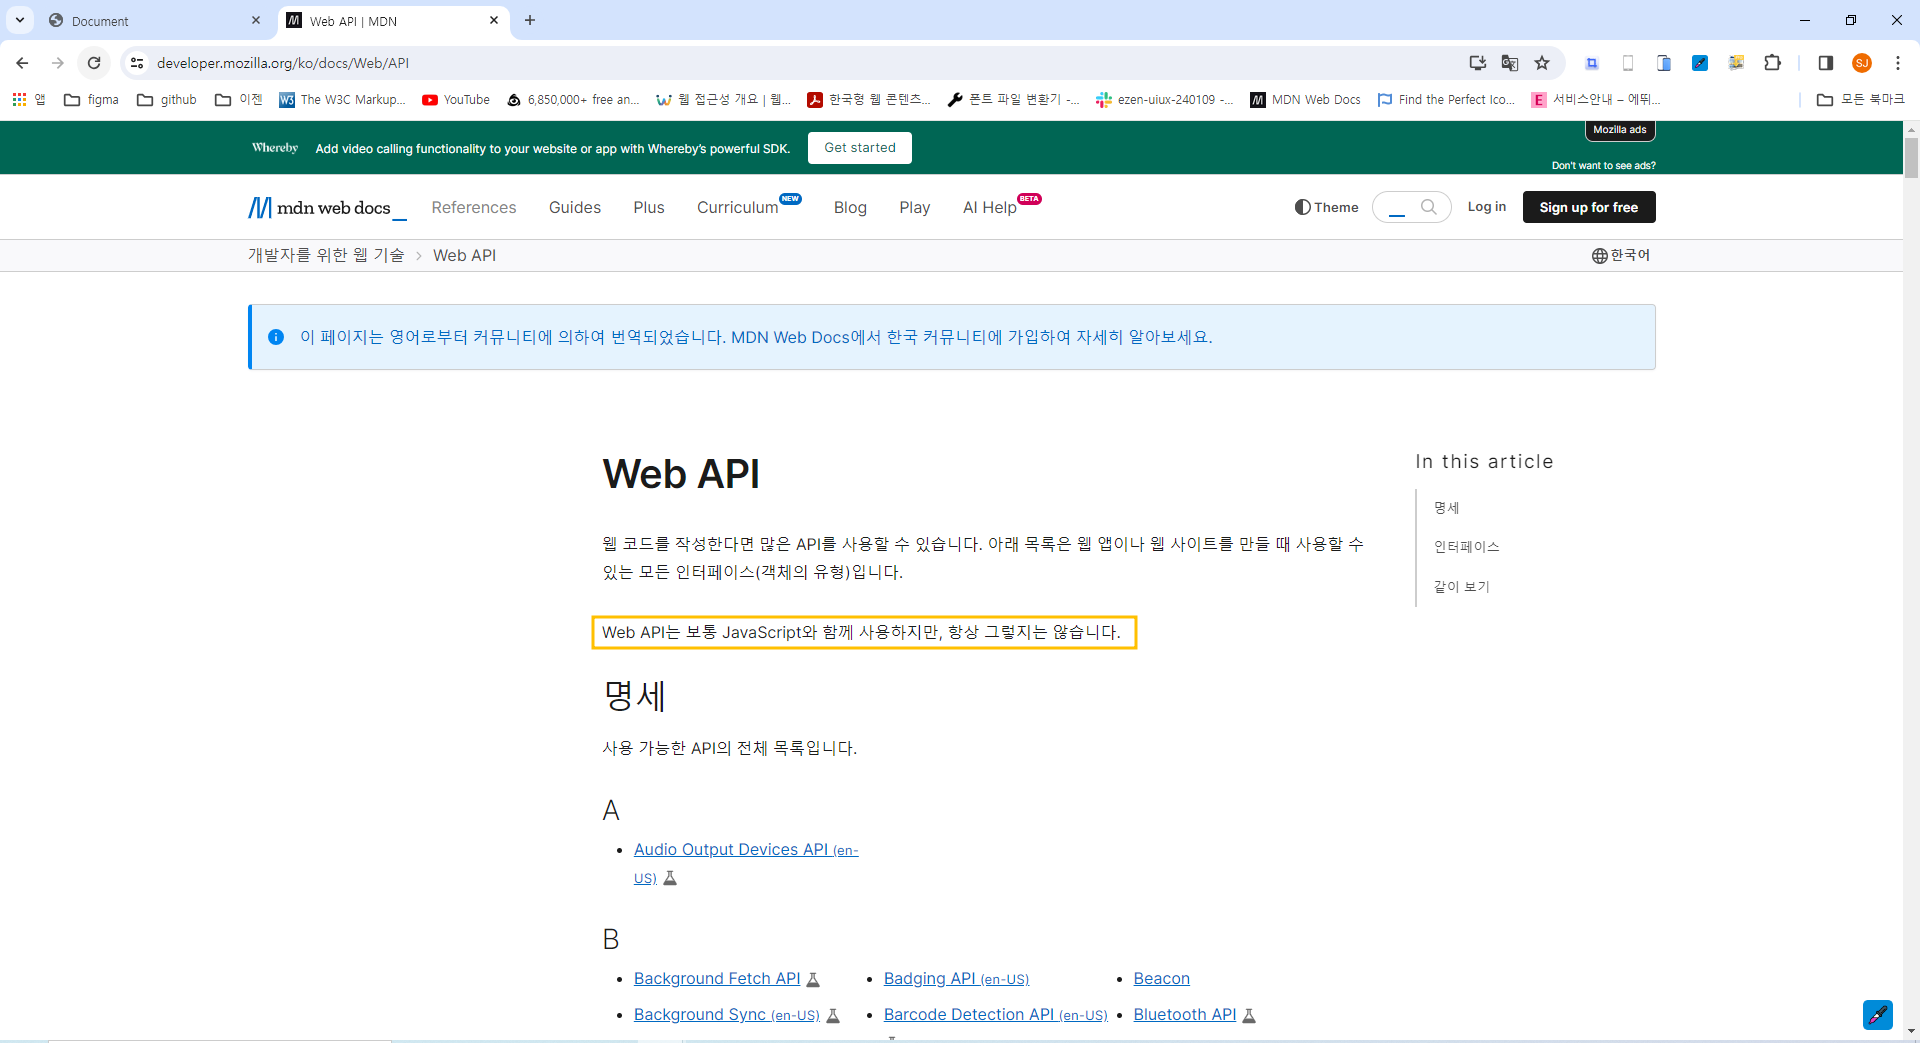 Document
Web API | MDN
developer.mozilla.org/ko/docs/Web/API
SJ
앱
figma
github
이젠
W3 The W3C Markup...
YouTube
6,850,000+ free an...
웹 접근성 개요 | 웹...
한국형 웹 콘텐츠...
폰트 파일 변환기 -...
ezen-uiux-240109 -...
MDN Web Docs
Find the Perfect Ico...
E 서비스안내 – 에뛰...
모든 북마크
Mozilla ads
Whereby Add video calling functionality to your website or app with Whereby's powerful SDK. Get started
Don't want to see ads?
mdn web docs_
References
Guides
Plus
Curriculum NEW
Blog
Play
AI Help BETA
Theme
Log in
Sign up for free
개발자를 위한 웹 기술 › Web API
한국어
이 페이지는 영어로부터 커뮤니티에 의하여 번역되었습니다. MDN Web Docs에서 한국 커뮤니티에 가입하여 자세히 알아보세요.
Web API
웹 코드를 작성한다면 많은 API를 사용할 수 있습니다. 아래 목록은 웹 앱이나 웹 사이트를 만들 때 사용할 수
있는 모든 인터페이스(객체의 유형)입니다.
Web API는 보통 JavaScript와 함께 사용하지만, 항상 그렇지는 않습니다.
명세
사용 가능한 API의 전체 목록입니다.
A
Audio Output Devices API (en-
US)
B
Background Fetch API
Background Sync (en-US)
Badging API (en-US)
Barcode Detection API (en-US)
Beacon
Bluetooth API
In this article
명세
인터페이스
같이 보기